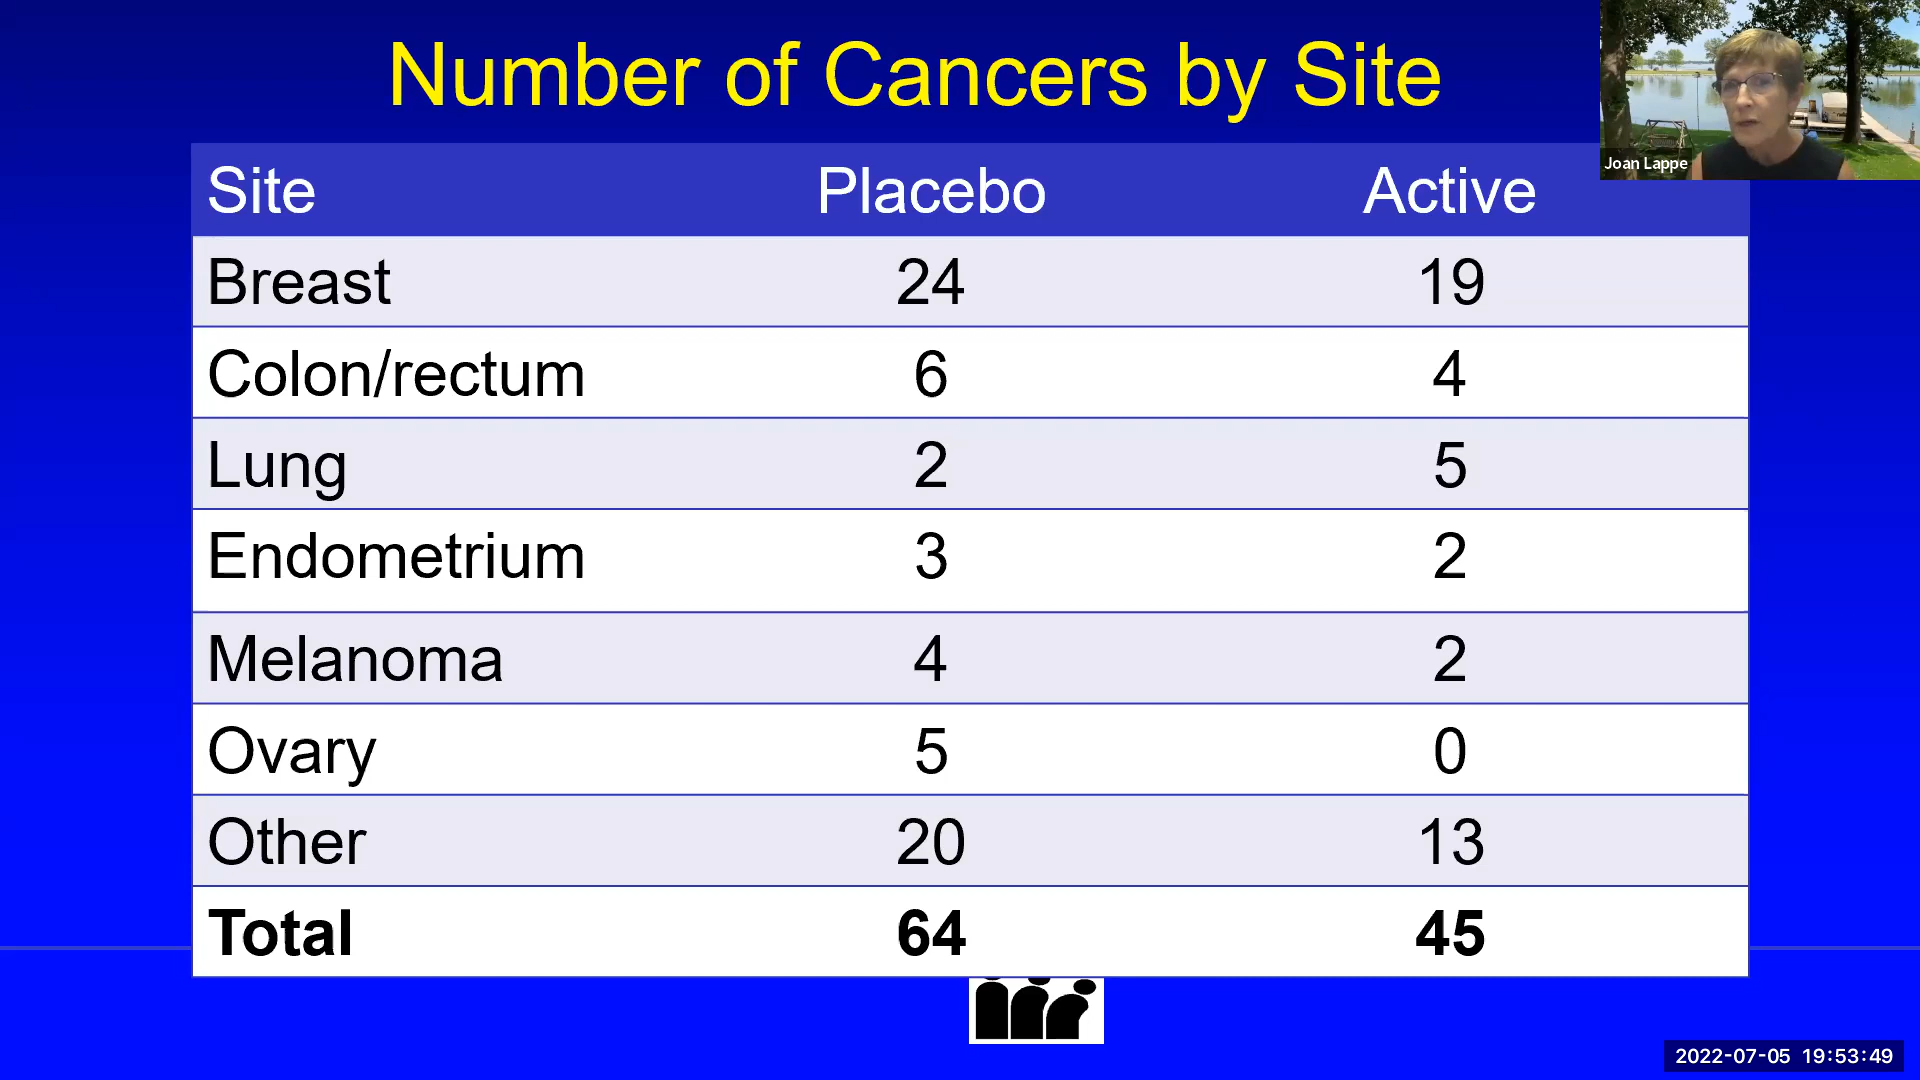 Number of Cancers by Site
Joan Lappe
Site Placebo Active
Breast 24 19
Colon/rectum 6 4
Lung 2 5
Endometrium 3 2
Melanoma 4 2
Ovary 5 0
Other 20 13
Total 64 45
2022-07-05 19:53:49